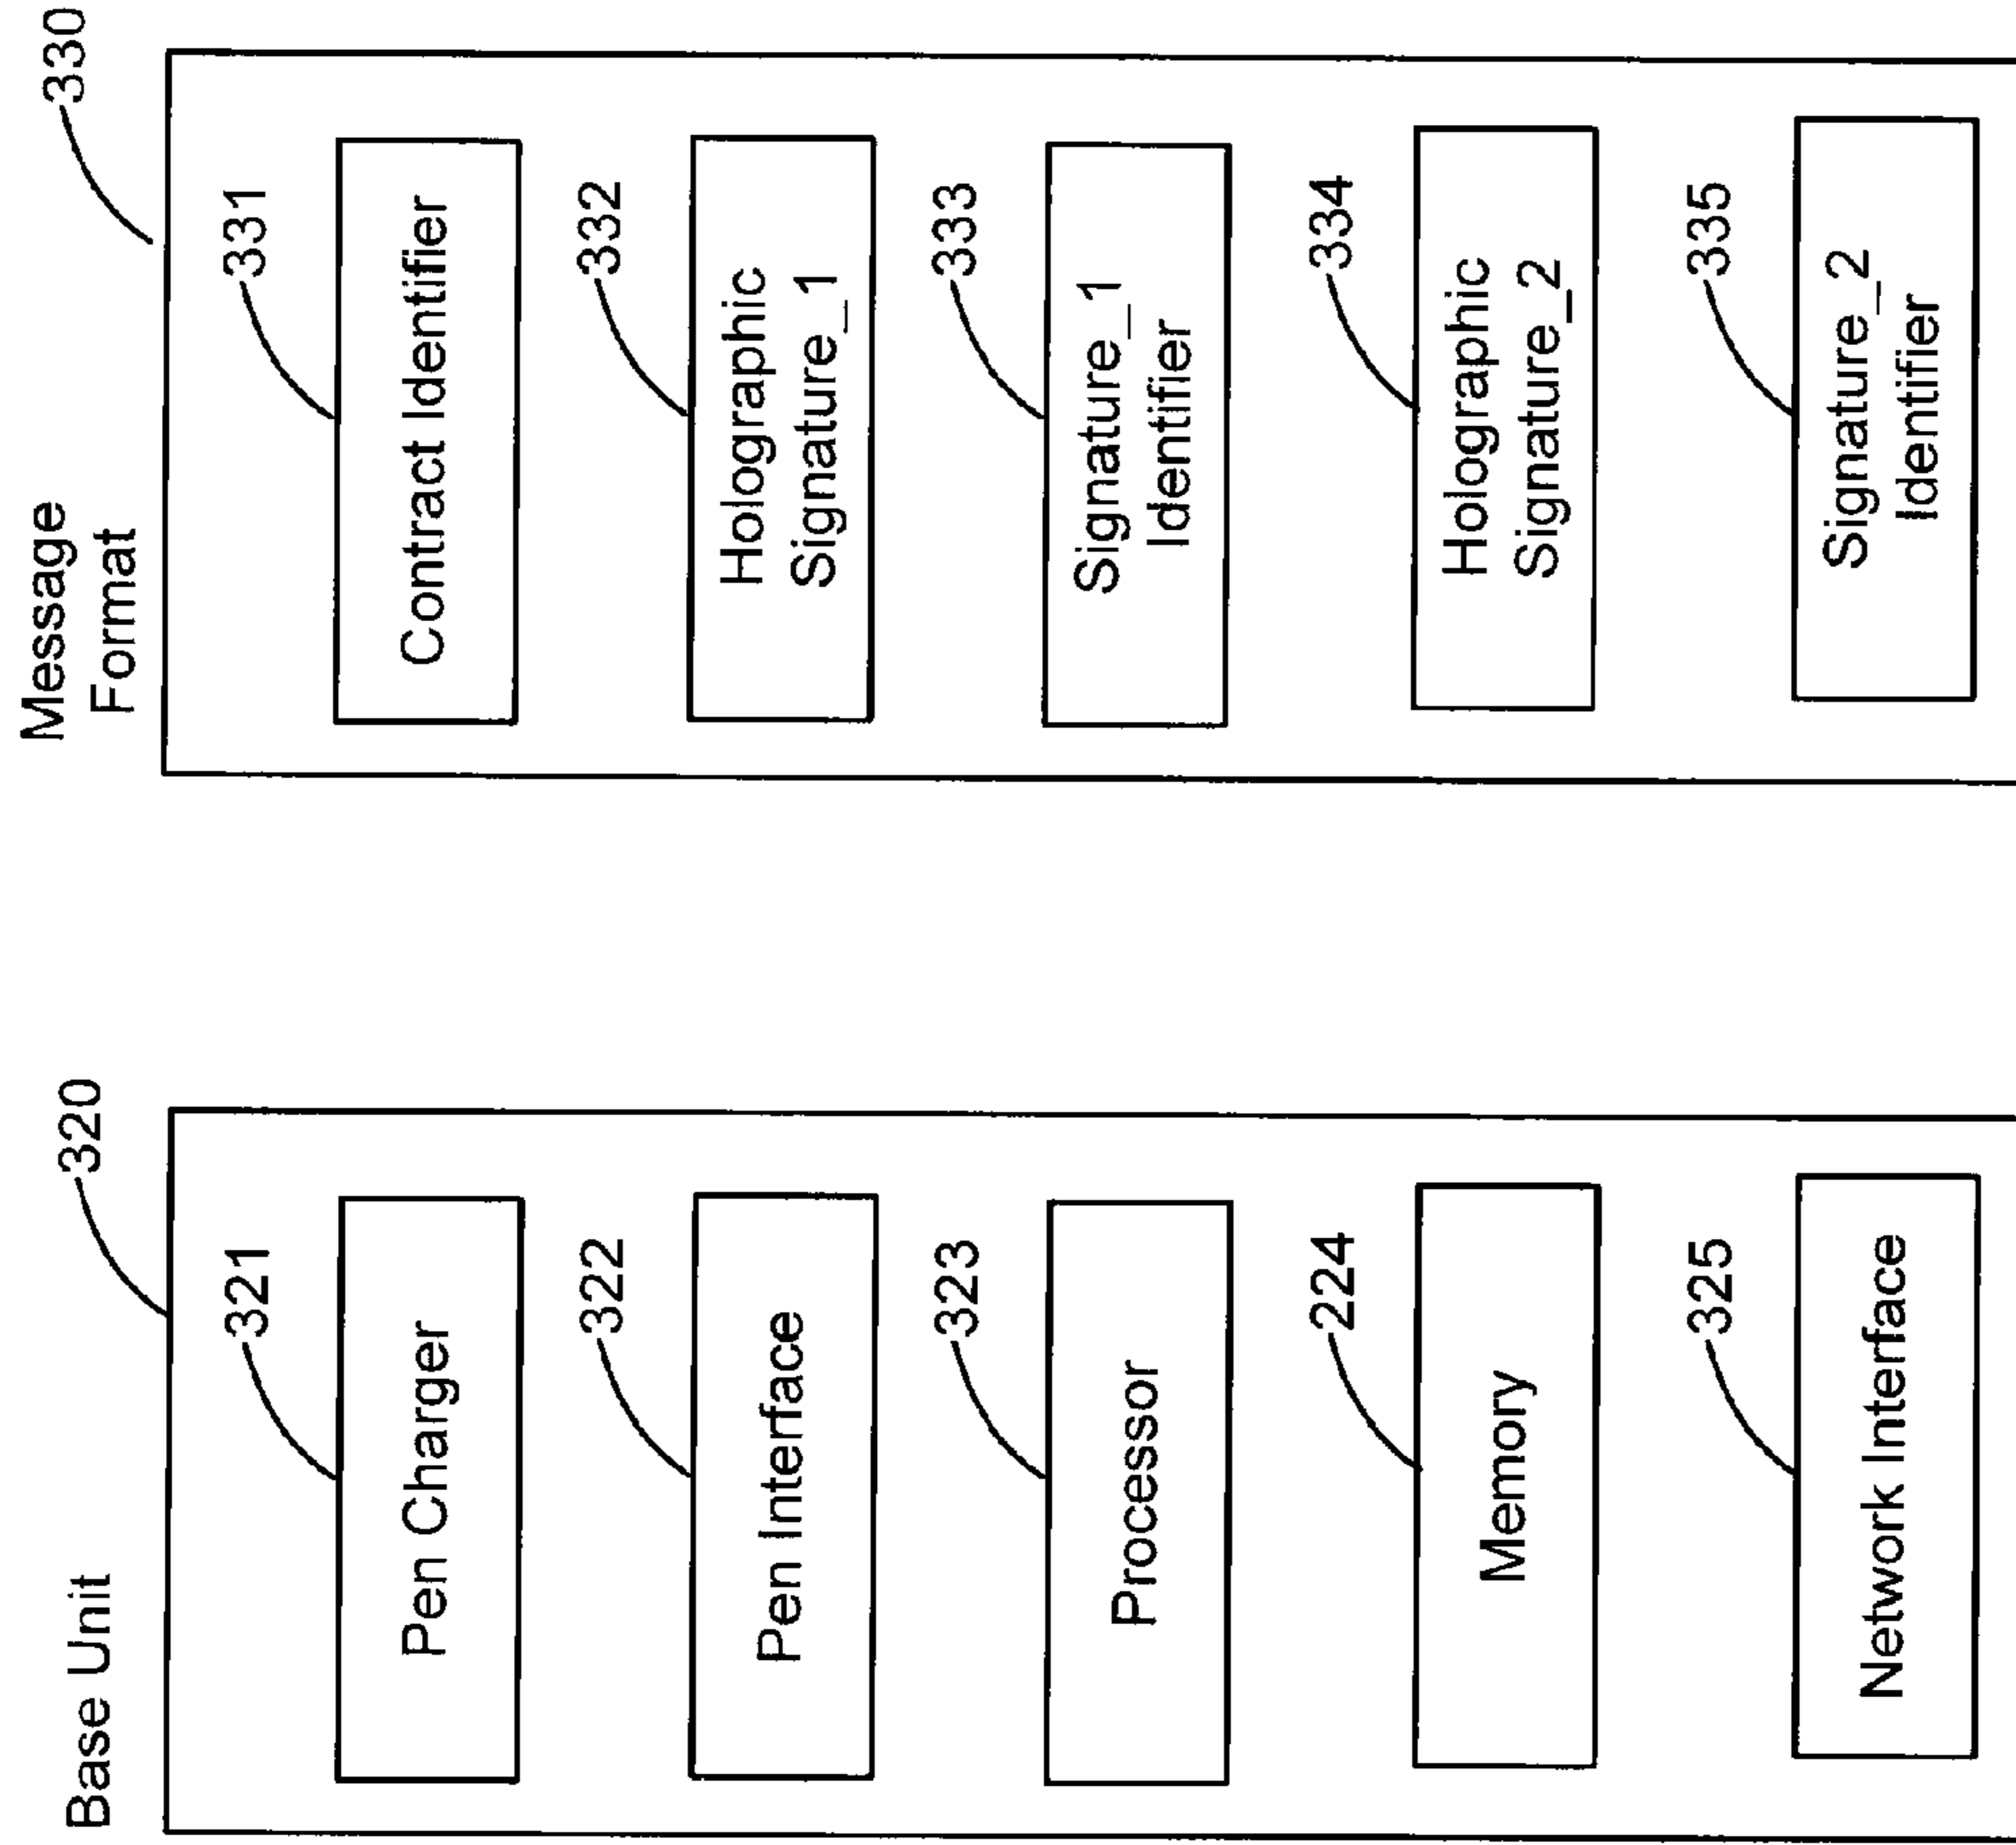 Base Unit
320
321
Pen Charger
322
Pen Interface
323
Processor
224
Memory
325
Network Interface
Message
Format
330
331
Contract Identifier
332
Holographic
Signature_1
333
Signature_1
Identifier
334
Holographic
Signature_2
335
Signature_2
Identifier